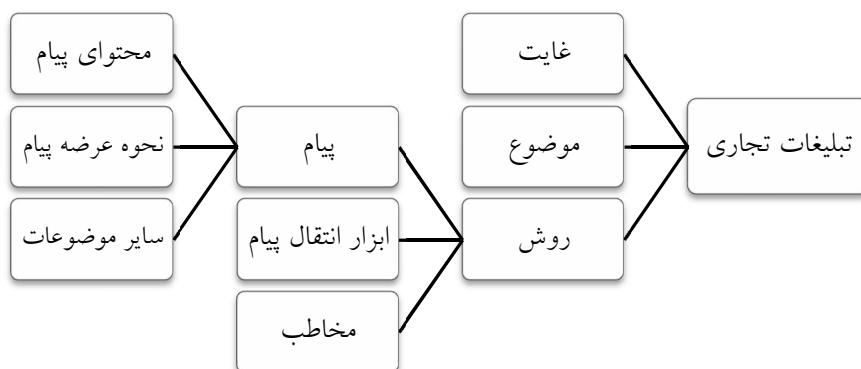 تبلیغات تجاری
غایت
موضوع
روش
پیام
ابزار انتقال پیام
مخاطب
محتوای پیام
نحوه عرضه پیام
سایر موضوعات